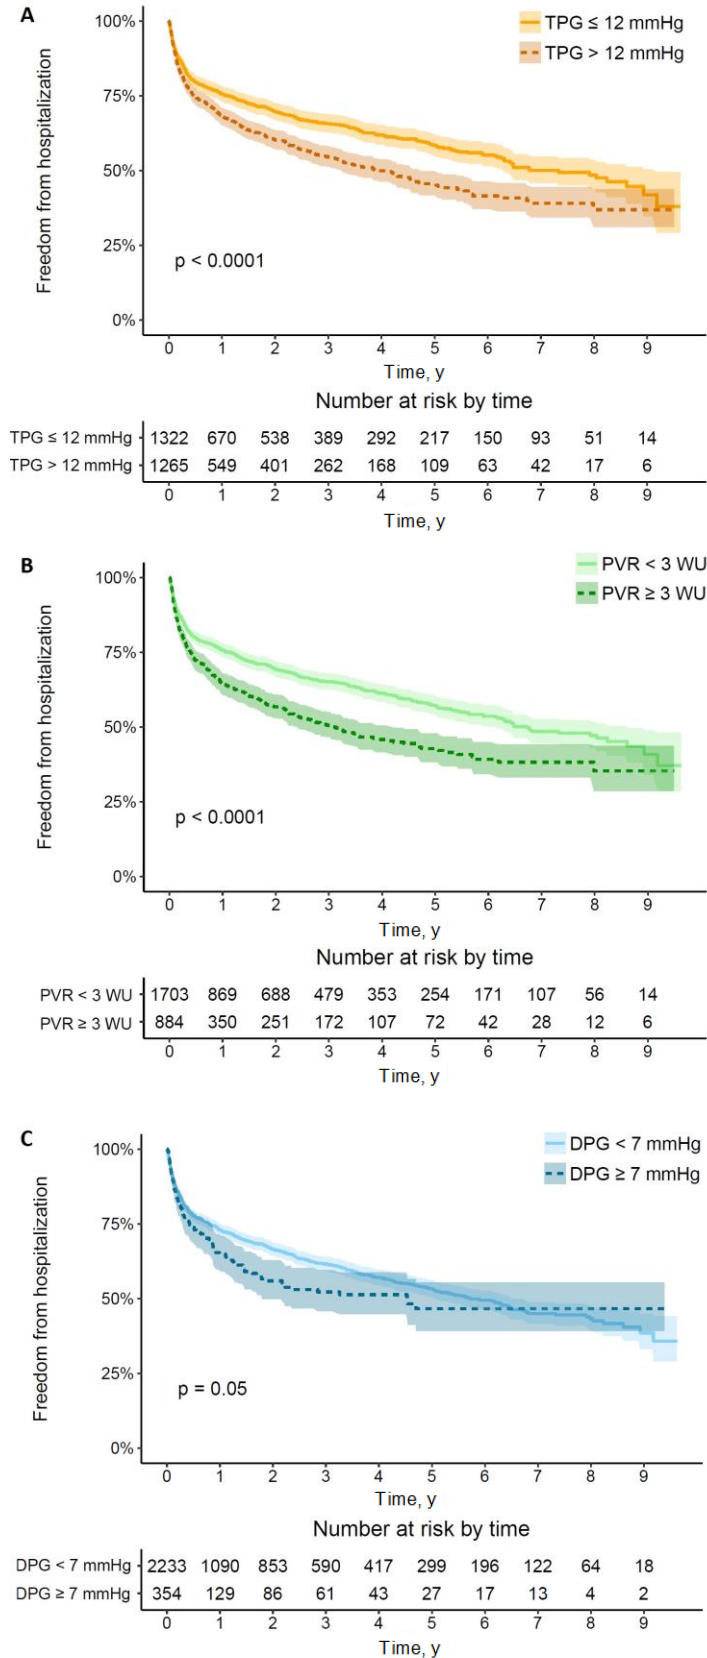 A
TPG ≤ 12 mmHg
TPG > 12 mmHg
Freedom from hospitalization
100%
75%
50%
25%
0%
p < 0.0001
0 1 2 3 4 5 6 7 8 9
Time, y
Number at risk by time
TPG ≤ 12 mmHg 1322 670 538 389 292 217 150 93 51 14
TPG > 12 mmHg 1265 549 401 262 168 109 63 42 17 6
0 1 2 3 4 5 6 7 8 9
Time, y
B
PVR < 3 WU
PVR ≥ 3 WU
Freedom from hospitalization
100%
75%
50%
25%
0%
p < 0.0001
0 1 2 3 4 5 6 7 8 9
Time, y
Number at risk by time
PVR < 3 WU 1703 869 688 479 353 254 171 107 56 14
PVR ≥ 3 WU 884 350 251 172 107 72 42 28 12 6
0 1 2 3 4 5 6 7 8 9
Time, y
C
DPG < 7 mmHg
DPG ≥ 7 mmHg
Freedom from hospitalization
100%
75%
50%
25%
0%
p = 0.05
0 1 2 3 4 5 6 7 8 9
Time, y
Number at risk by time
DPG < 7 mmHg 2233 1090 853 590 417 299 196 122 64 18
DPG ≥ 7 mmHg 354 129 86 61 43 27 17 13 4 2
0 1 2 3 4 5 6 7 8 9
Time, y